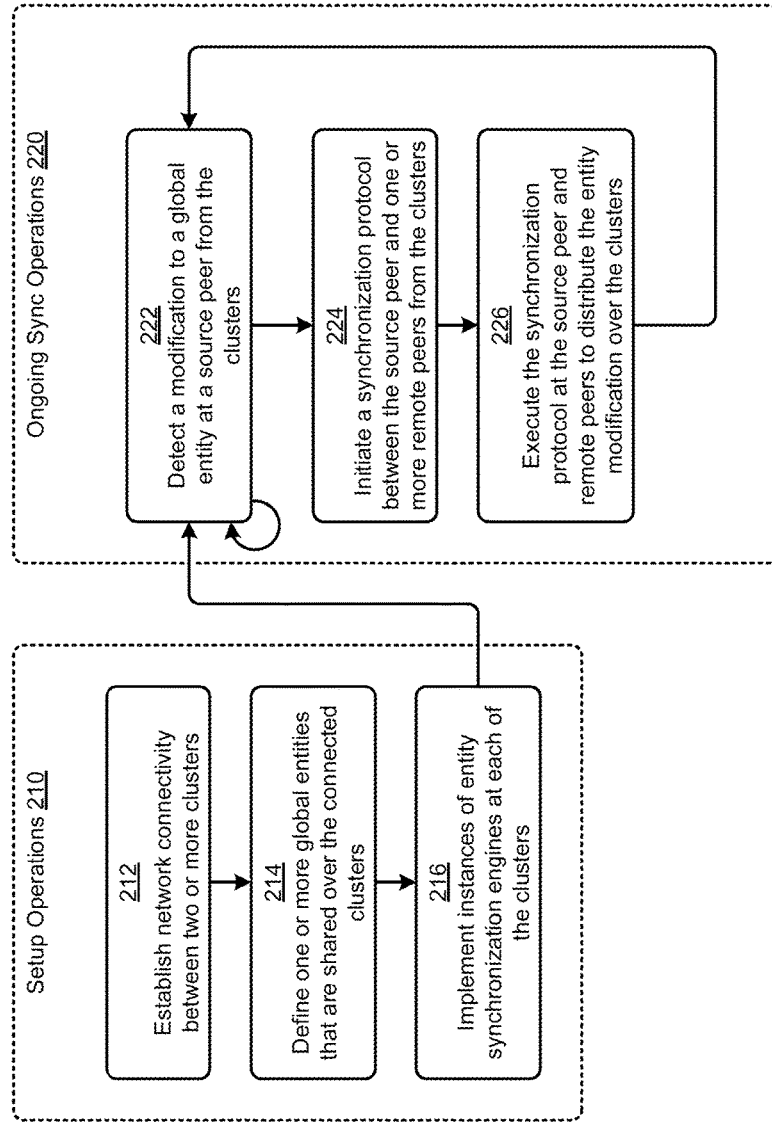 Setup Operations 210
212
Establish network connectivity
between two or more clusters
214
Define one or more global entities
that are shared over the connected
clusters
216
Implement instances of entity
synchronization engines at each of
the clusters
Ongoing Sync Operations 220
222
Detect a modification to a global
entity at a source peer from the
clusters
224
Initiate a synchronization protocol
between the source peer and one or
more remote peers from the clusters
226
Execute the synchronization
protocol at the source peer and
remote peers to distribute the entity
modification over the clusters